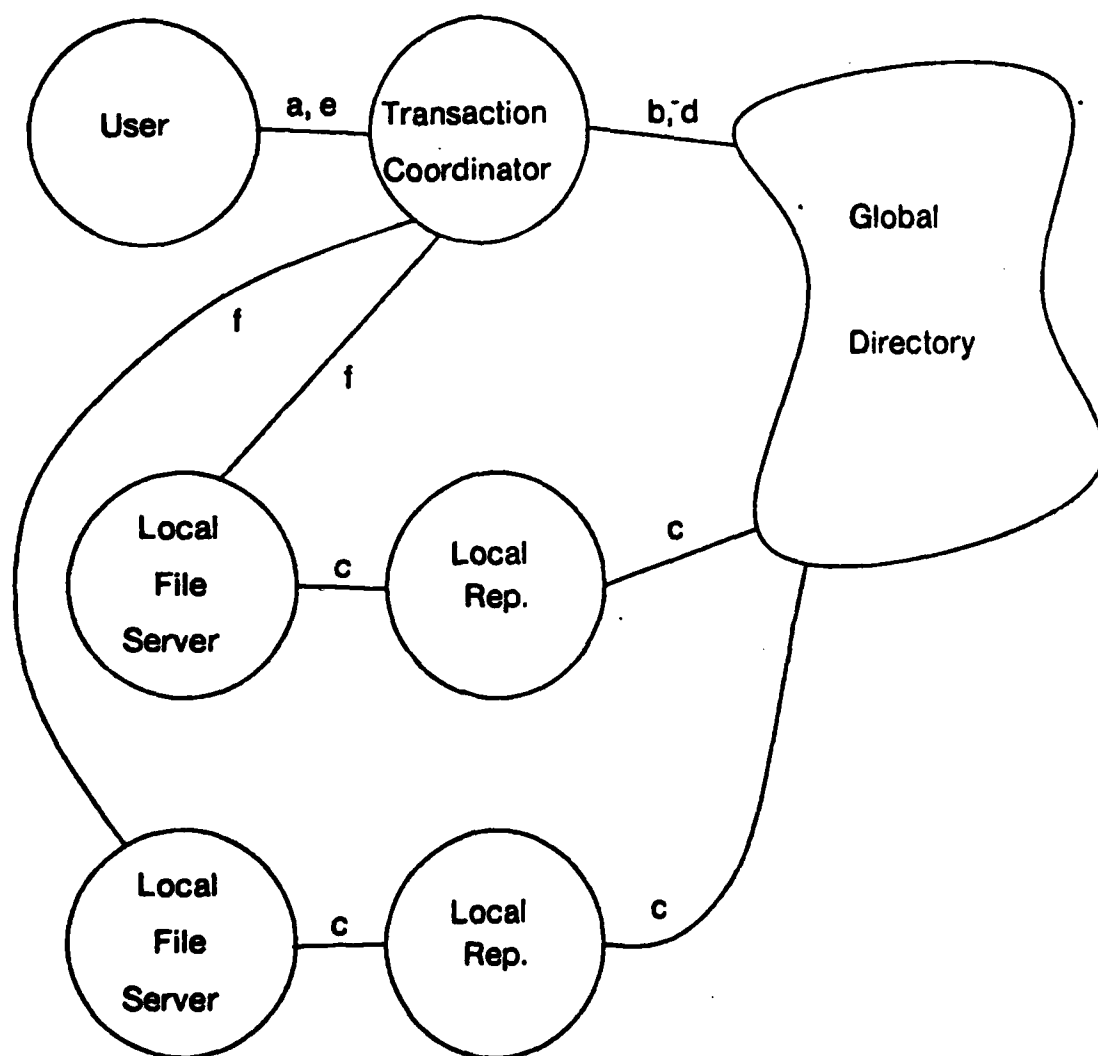 User
a, e
Transaction
Coordinator
b, d
Global
Directory
f
f
Local
File
Server
c
Local
Rep.
c
Local
File
Server
c
Local
Rep.
c